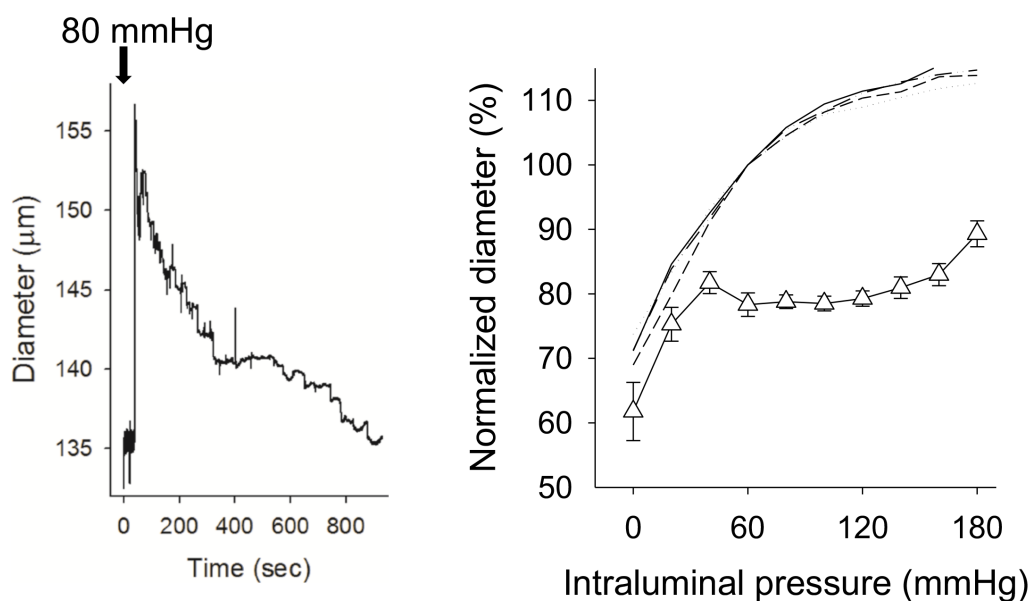 80 mmHg
Diameter (μm)
155
150
145
140
135
0 200 400 600 800
Time (sec)
Normalized diameter (%)
110
100
90
80
70
60
50
0 60 120 180
Intraluminal pressure (mmHg)